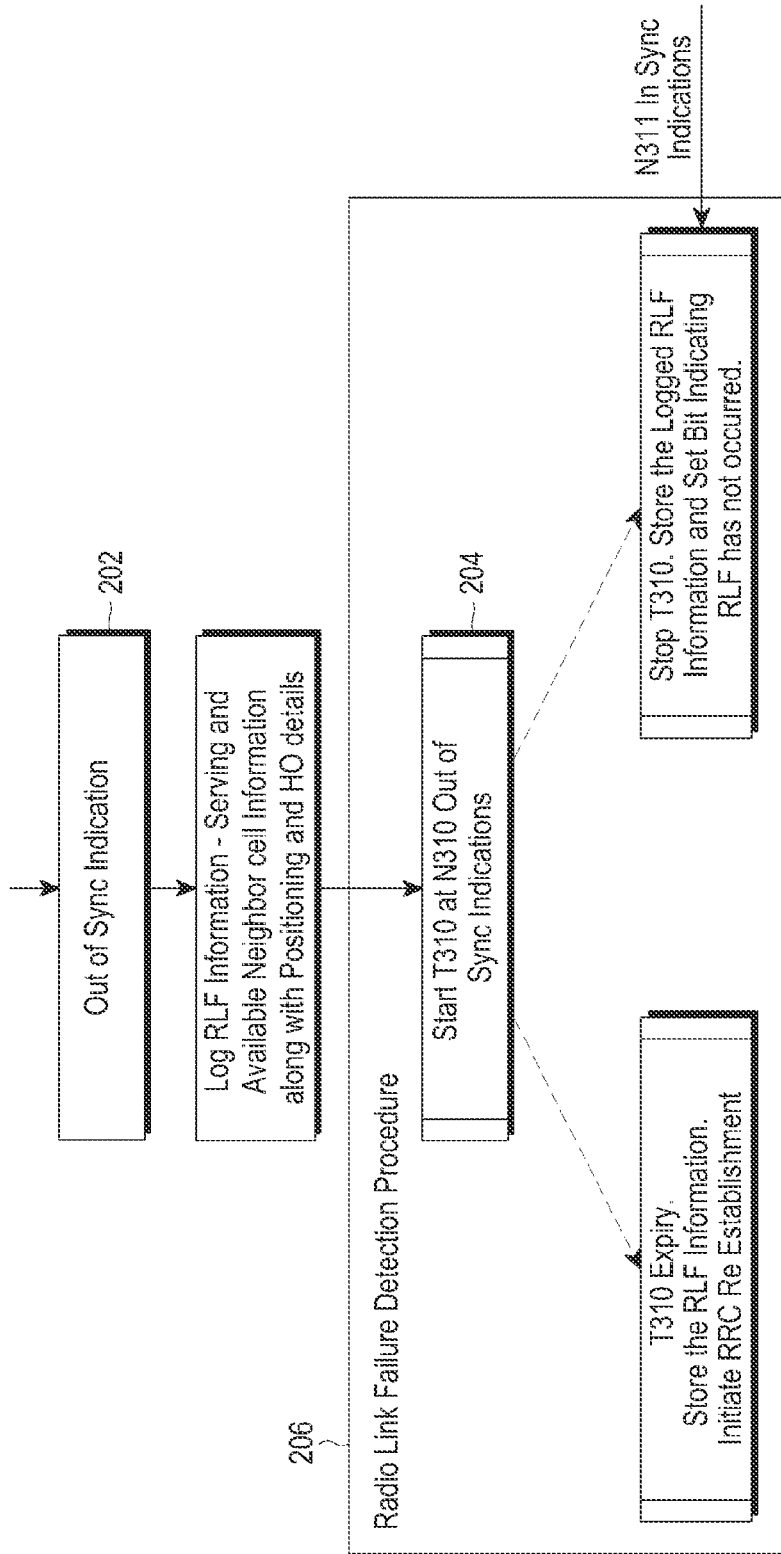 Out of Sync Indication
202
Log RLF Information - Serving and
Available Neighbor cell Information
along with Positioning and HO details
206
Radio Link Failure Detection Procedure
204
Start T310 at N310 Out of
Sync Indications
T310 Expiry.
Store the RLF Information.
Initiate RRC Re Establishment
Stop T310. Store the Logged RLF
Information and Set Bit Indicating
RLF has not occurred.
N311 In Sync
Indications